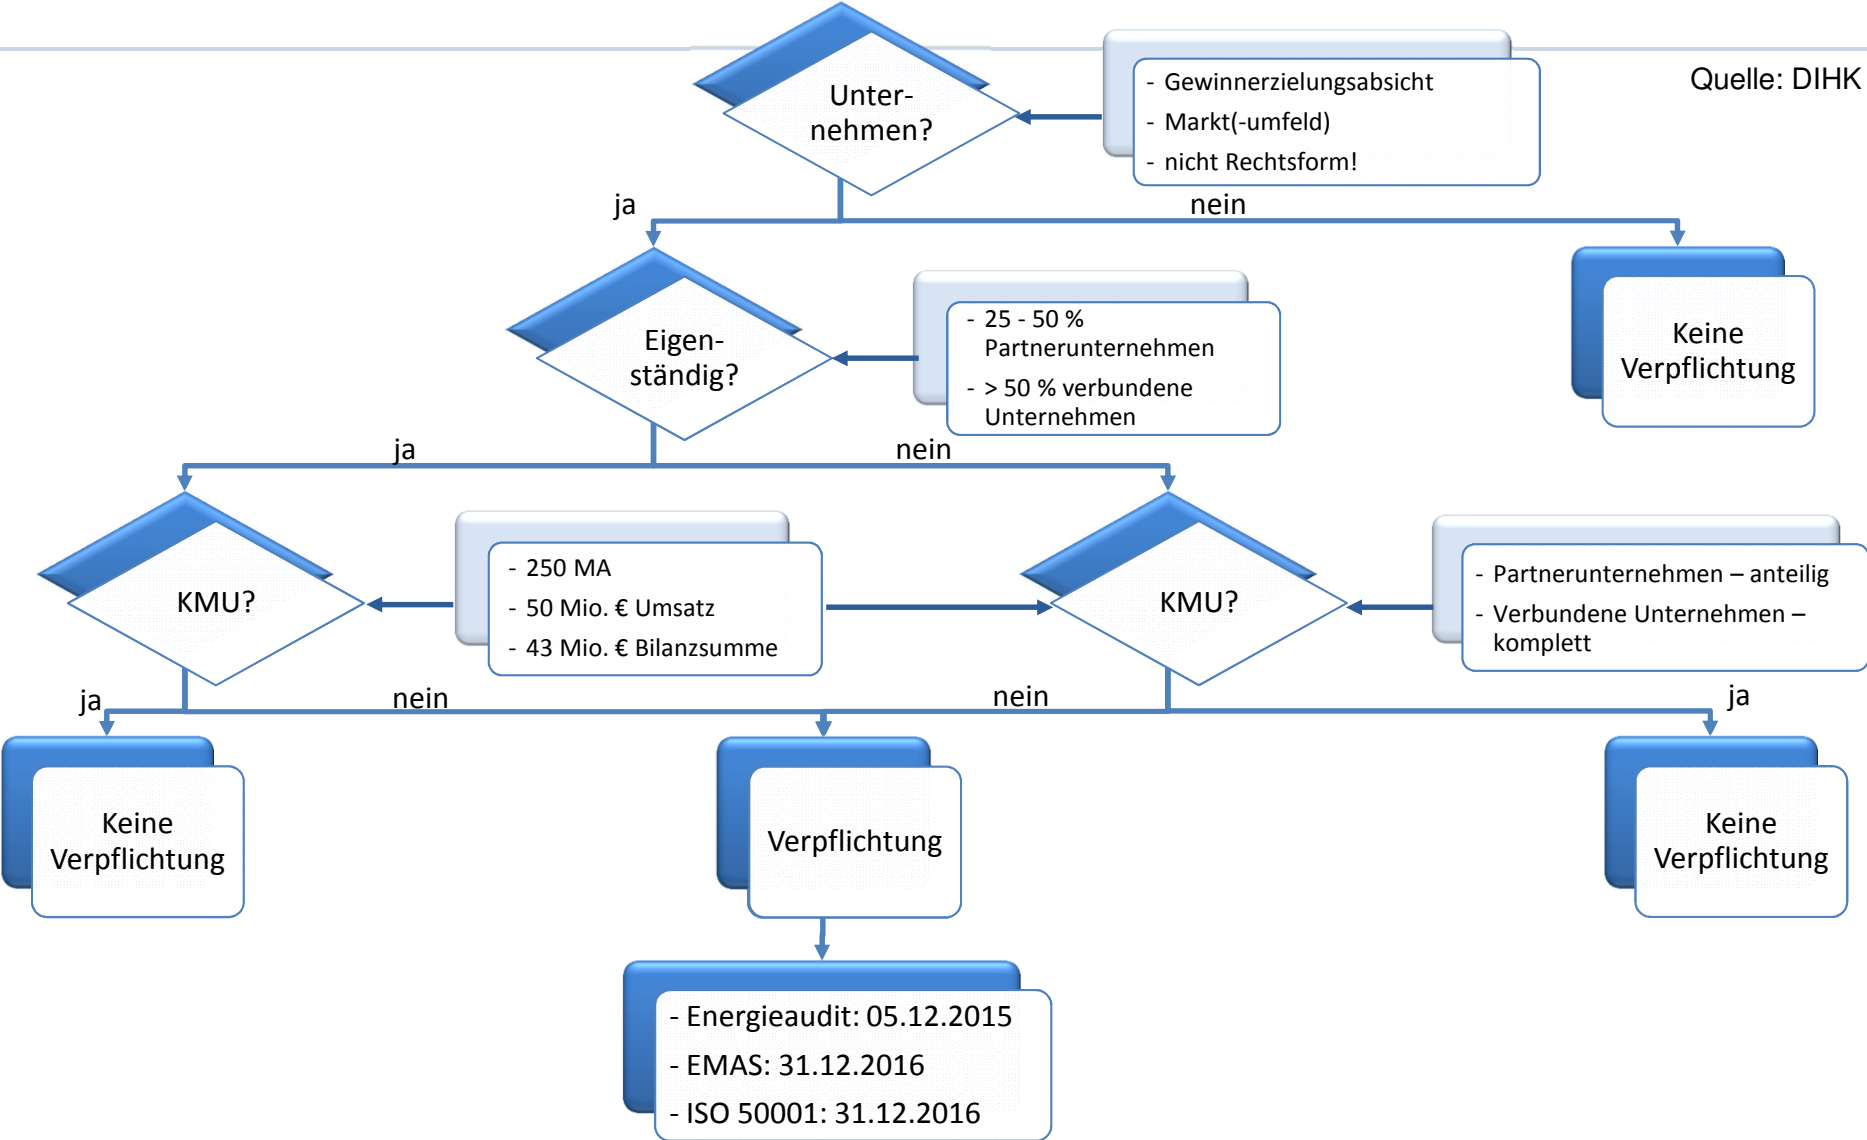 Quelle: DIHK
Unter-
nehmen?
- Gewinnerzielungsabsicht
- Markt(-umfeld)
- nicht Rechtsform!
ja
nein
Eigen-
ständig?
- 25 - 50 %
Partnerunternehmen
- > 50 % verbundene
Unternehmen
Keine
Verpflichtung
ja
nein
KMU?
- 250 MA
- 50 Mio. € Umsatz
- 43 Mio. € Bilanzsumme
KMU?
- Partnerunternehmen – anteilig
- Verbundene Unternehmen –
komplett
ja
nein
nein
ja
Keine
Verpflichtung
Verpflichtung
Keine
Verpflichtung
- Energieaudit: 05.12.2015
- EMAS: 31.12.2016
- ISO 50001: 31.12.2016